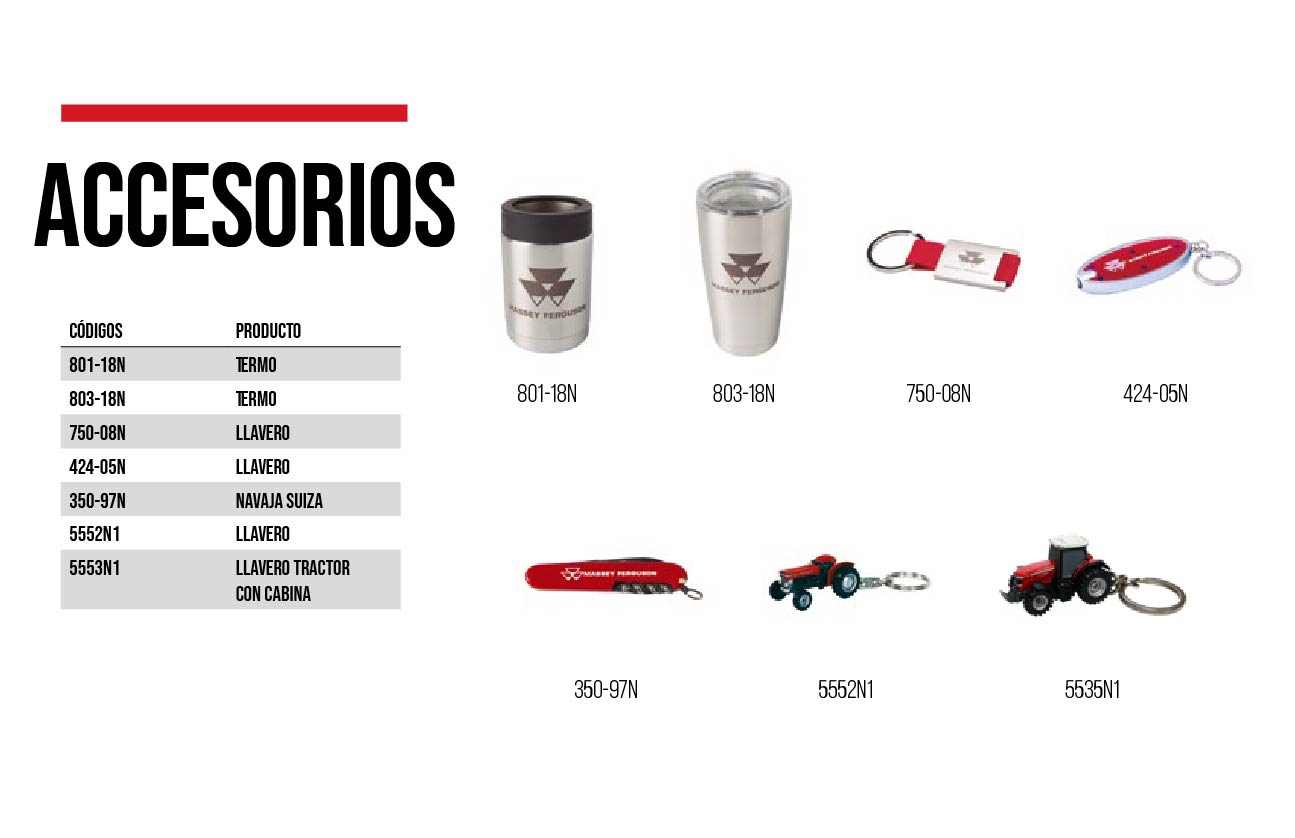 ACCESORIOS
CÓDIGOS PRODUCTO
801-18N TERMO
803-18N TERMO
750-08N LLAVERO
424-05N LLAVERO
350-97N NAVAJA SUIZA
5552N1 LLAVERO
5553N1 LLAVERO TRACTOR
CON CABINA
MASSEY FERGUSON
MASSEY FERGUSON
801-18N 803-18N 750-08N 424-05N
MASSEY FERGUSON
350-97N 5552N1 5535N1